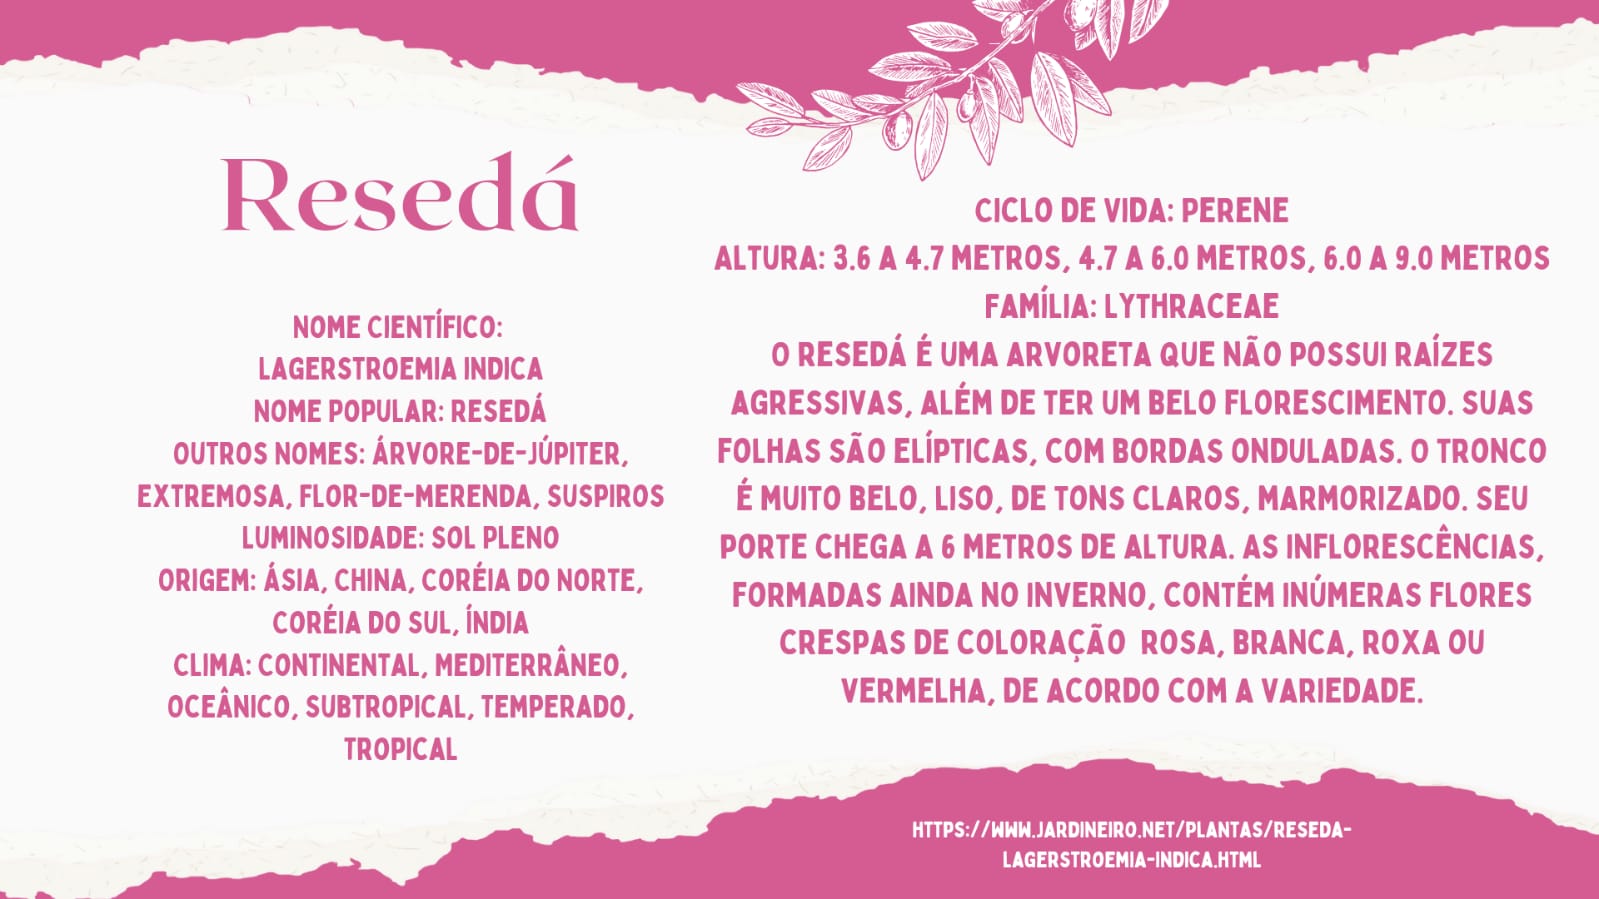 Resedá
NOME CIENTÍFICO:
LAGERSTROEMIA INDICA
NOME POPULAR: RESEDÁ
OUTROS NOMES: ÁRVORE-DE-JÚPITER,
EXTREMOSA, FLOR-DE-MERENDA, SUSPIROS
LUMINOSIDADE: SOL PLENO
ORIGEM: ÁSIA, CHINA, CORÉIA DO NORTE,
CORÉIA DO SUL, ÍNDIA
CLIMA: CONTINENTAL, MEDITERRÂNEO,
OCEÂNICO, SUBTROPICAL, TEMPERADO,
TROPICAL
CICLO DE VIDA: PERENE
ALTURA: 3.6 A 4.7 METROS, 4.7 A 6.0 METROS, 6.0 A 9.0 METROS
FAMÍLIA: LYTHRACEAE
O RESEDÁ É UMA ARVORETA QUE NÃO POSSUI RAÍZES
AGRESSIVAS, ALÉM DE TER UM BELO FLORESCIMENTO. SUAS
FOLHAS SÃO ELÍPTICAS, COM BORDAS ONDULADAS. O TRONCO
É MUITO BELO, LISO, DE TONS CLAROS, MARMORIZADO. SEU
PORTE CHEGA A 6 METROS DE ALTURA. AS INFLORESCÊNCIAS,
FORMADAS AINDA NO INVERNO, CONTÉM INÚMERAS FLORES
CRESPAS DE COLORAÇÃO ROSA, BRANCA, ROXA OU
VERMELHA, DE ACORDO COM A VARIEDADE.
HTTPS://WWW.JARDINEIRO.NET/PLANTAS/RESEDA-
LAGERSTROEMIA-INDICA.HTML